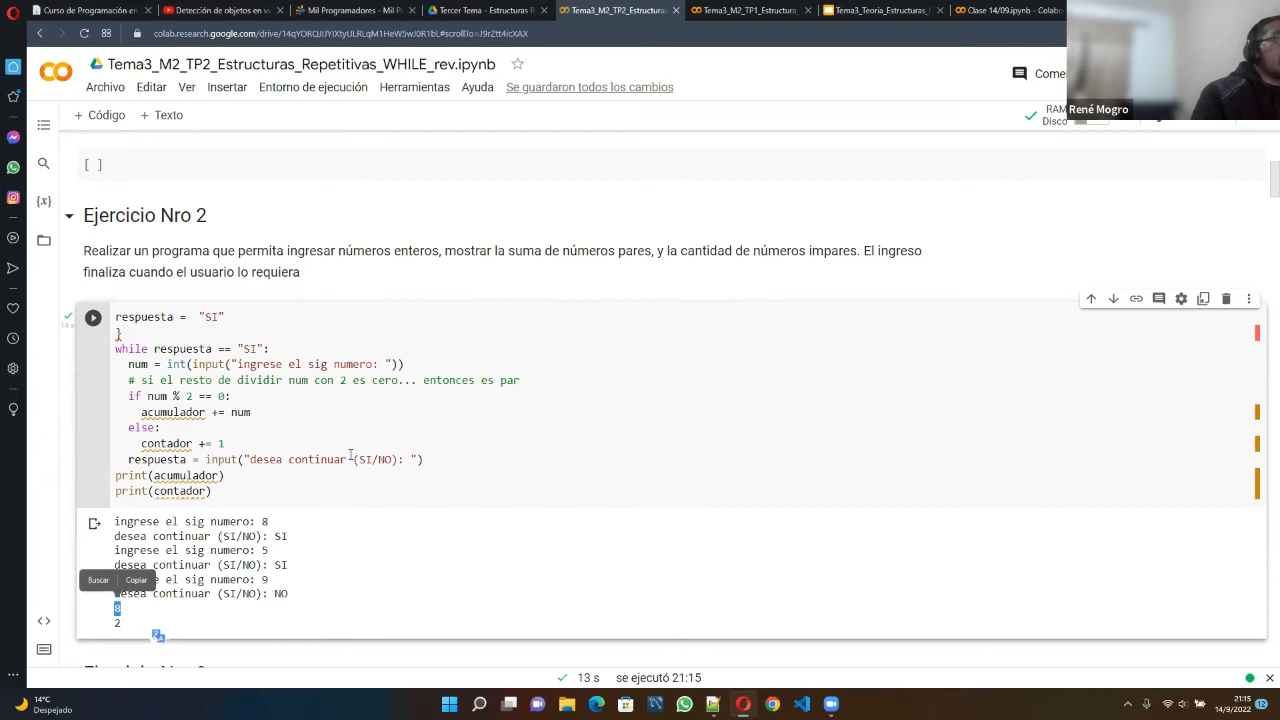 Curso de Programación en
Detección de objetos en vi
Mil Programadores – Mi P
Tercer Tema - Estructuras R
Tema3_M2_TP2_Estructuras_
Tema3_M2_TP1_Estructuras_
Tema3_Teoria_Estructuras_R
Clase 14/09.ipynb - Colabo
colab.research.google.com/drive/14qYORQJIJYIXtyULRLqM1HeW5wJ0R1bL#scrollTo=J9rZtt4icXAX
Tema3_M2_TP2_Estructuras_Repetitivas_WHILE_rev.ipynb
Archivo Editar Ver Insertar Entorno de ejecución Herramientas Ayuda Se guardaron todos los cambios
Come
René Mogro
+ Código + Texto
RAM
Disco
{x}
[ ]
Ejercicio Nro 2
Realizar un programa que permita ingresar números enteros, mostrar la suma de números pares, y la cantidad de números impares. El ingreso
finaliza cuando el usuario lo requiera
14 s
respuesta = "SI"
}
while respuesta == "SI":
num = int(input("ingrese el sig numero: "))
# si el resto de dividir num con 2 es cero... entonces es par
if num % 2 == 0:
acumulador += num
else:
contador += 1
respuesta = input("desea continuar (SI/NO): ")
print(acumulador)
print(contador)
ingrese el sig numero: 8
desea continuar (SI/NO): SI
ingrese el sig numero: 5
desea continuar (SI/NO): SI
Buscar Copiar
e el sig numero: 9
desea continuar (SI/NO): NO
8
2
13 s se ejecutó 21:15
14°C
Despejado
21:15
14/9/2022
12